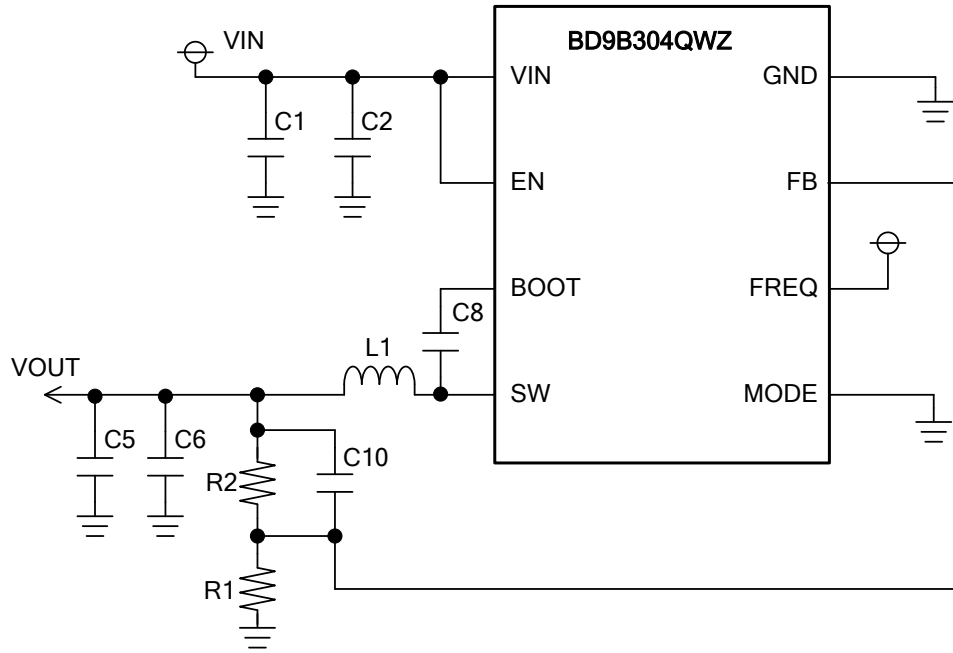 BD9B304QWZ
VIN
VIN
GND
C1
C2
EN
FB
BOOT
FREQ
C8
L1
VOUT
SW
MODE
C5
C6
C10
R2
R1